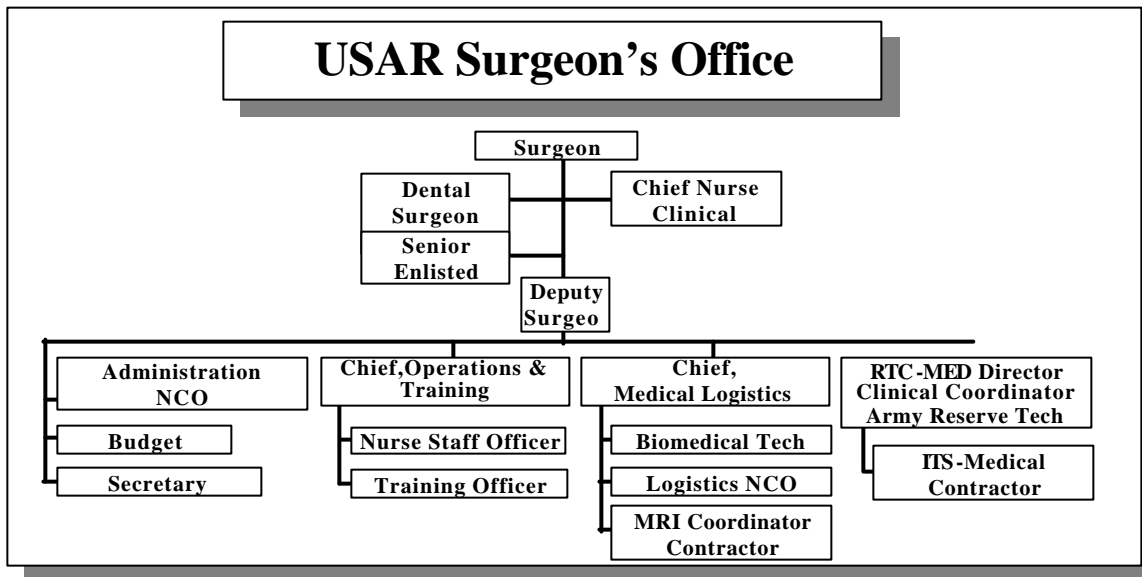 USAR Surgeon's Office
Surgeon
Dental
Surgeon
Chief Nurse
Clinical
Senior
Enlisted
Deputy
Surgeo
Administration
NCO
Budget
Secretary
Chief,Operations &
Training
Nurse Staff Officer
Training Officer
Chief,
Medical Logistics
Biomedical Tech
Logistics NCO
MRI Coordinator
Contractor
RTC-MED Director
Clinical Coordinator
Army Reserve Tech
ITS-Medical
Contractor